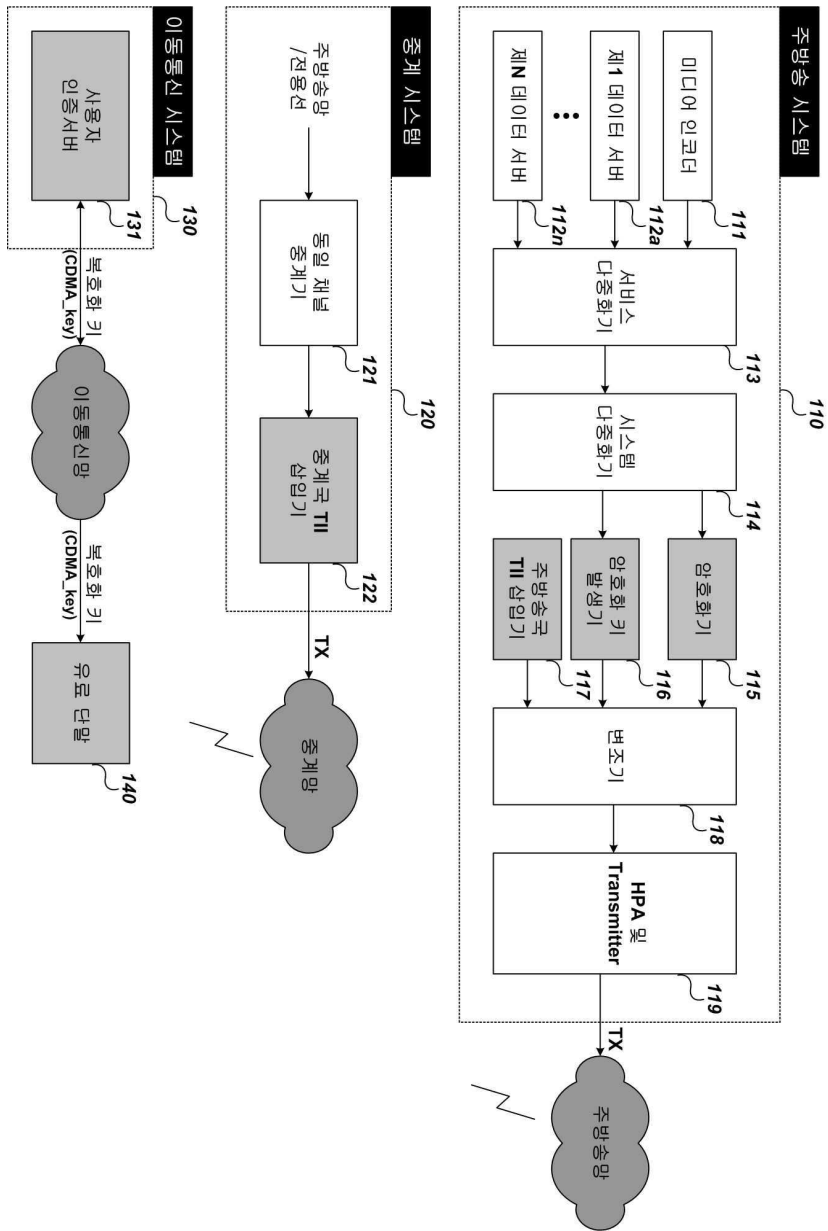 주방송 시스템
110
미디어 인코더
111
제1 데이터 서버
112a
제N 데이터 서버
112n
서비스
다중화기
113
시스템
다중화기
114
암호화기
115
암호화 키
발생기
116
주방송국
TII 삽입기
117
변조기
118
HPA 및
Transmitter
119
TX
주방송망
중계 시스템
120
주방송망
/전용선
동일 채널
중계기
121
중계국 TII
삽입기
122
TX
중계망
이동통신 시스템
130
사용자
인증서버
131
복호화 키
(CDMA_key)
이동통신망
복호화 키
(CDMA_key)
유료 단말
140